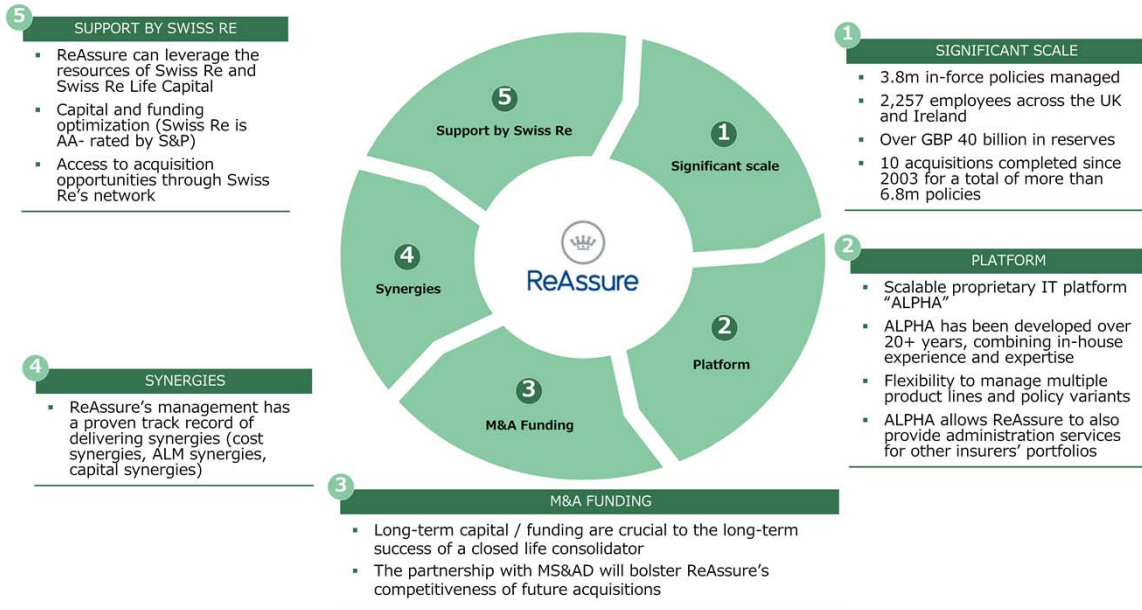 5
SUPPORT BY SWISS RE
▪ ReAssure can leverage the
resources of Swiss Re and
Swiss Re Life Capital
▪ Capital and funding
optimization (Swiss Re is
AA- rated by S&P)
▪ Access to acquisition
opportunities through Swiss
Re's network
5
Support by Swiss Re
1
Significant scale
4
Synergies
ReAssure
2
Platform
3
M&A Funding
1
SIGNIFICANT SCALE
▪ 3.8m in-force policies managed
▪ 2,257 employees across the UK
and Ireland
▪ Over GBP 40 billion in reserves
▪ 10 acquisitions completed since
2003 for a total of more than
6.8m policies
2
PLATFORM
▪ Scalable proprietary IT platform
“ALPHA”
▪ ALPHA has been developed over
20+ years, combining in-house
experience and expertise
▪ Flexibility to manage multiple
product lines and policy variants
▪ ALPHA allows ReAssure to also
provide administration services
for other insurers' portfolios
4
SYNERGIES
▪ ReAssure's management has
a proven track record of
delivering synergies (cost
synergies, ALM synergies,
capital synergies)
3
M&A FUNDING
▪ Long-term capital / funding are crucial to the long-term
success of a closed life consolidator
▪ The partnership with MS&AD will bolster ReAssure's
competitiveness of future acquisitions